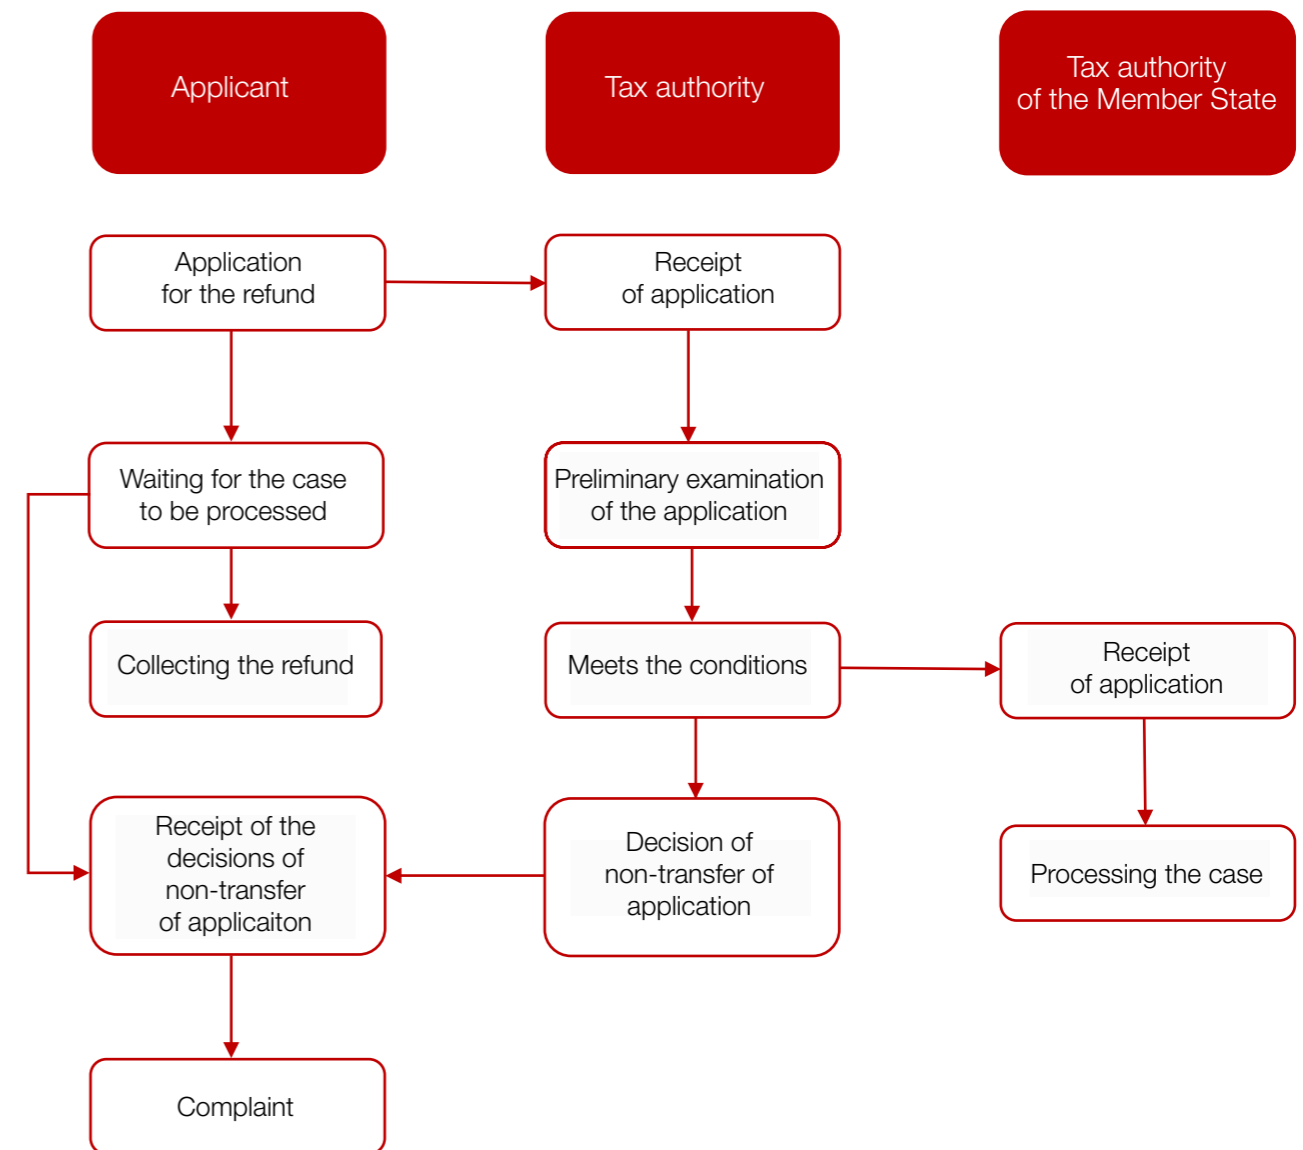 Applicant
Tax authority
Tax authority
of the Member State
Application
for the refund
Receipt
of application
Waiting for the case
to be processed
Preliminary examination
of the application
Collecting the refund
Meets the conditions
Receipt
of application
Receipt of the
decisions of
non-transfer
of applicaiton
Decision of
non-transfer of
application
Processing the case
Complaint